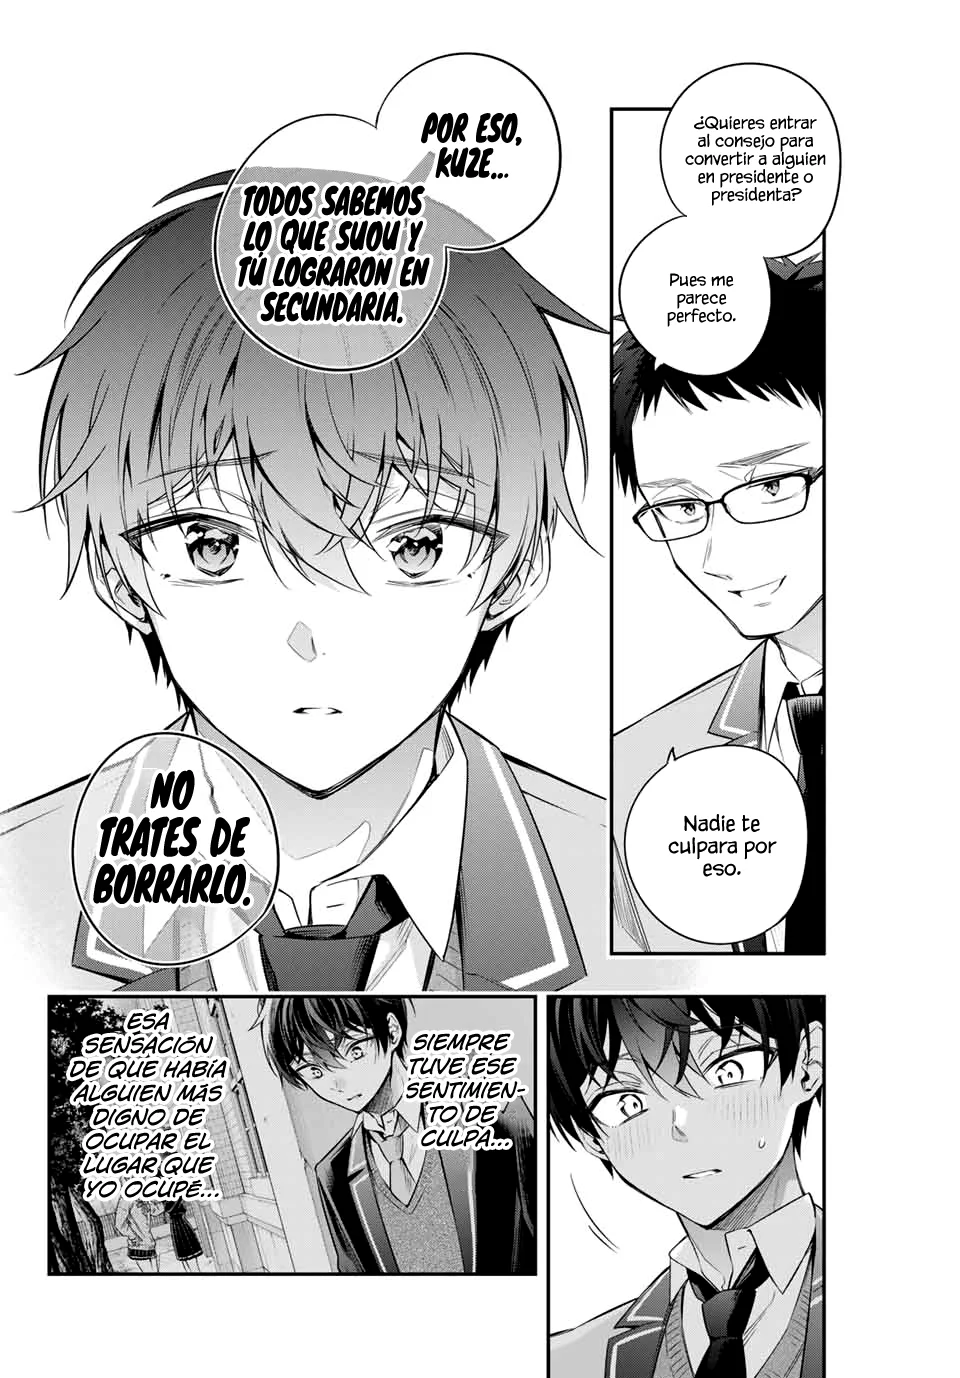 ¿Quieres entrar
al consejo para
convertir a alguien
en presidente o
presidenta?
Pues me
parece
perfecto.
Nadie te
culpara por
eso.
POR ESO,
KUZE...
TODOS SABEMOS
LO QUE SUOU Y
TÚ LOGRARON EN
SECUNDARIA.
NO
TRATES DE
BORRARLO.
SIEMPRE
TUVE ESE
SENTIMIEN-
TO DE
CULPA...
ESA
SENSACIÓN
DE QUE HABÍA
ALGUIEN MÁS
DIGNO DE
OCUPAR EL
LUGAR QUE
YO OCUPÉ...